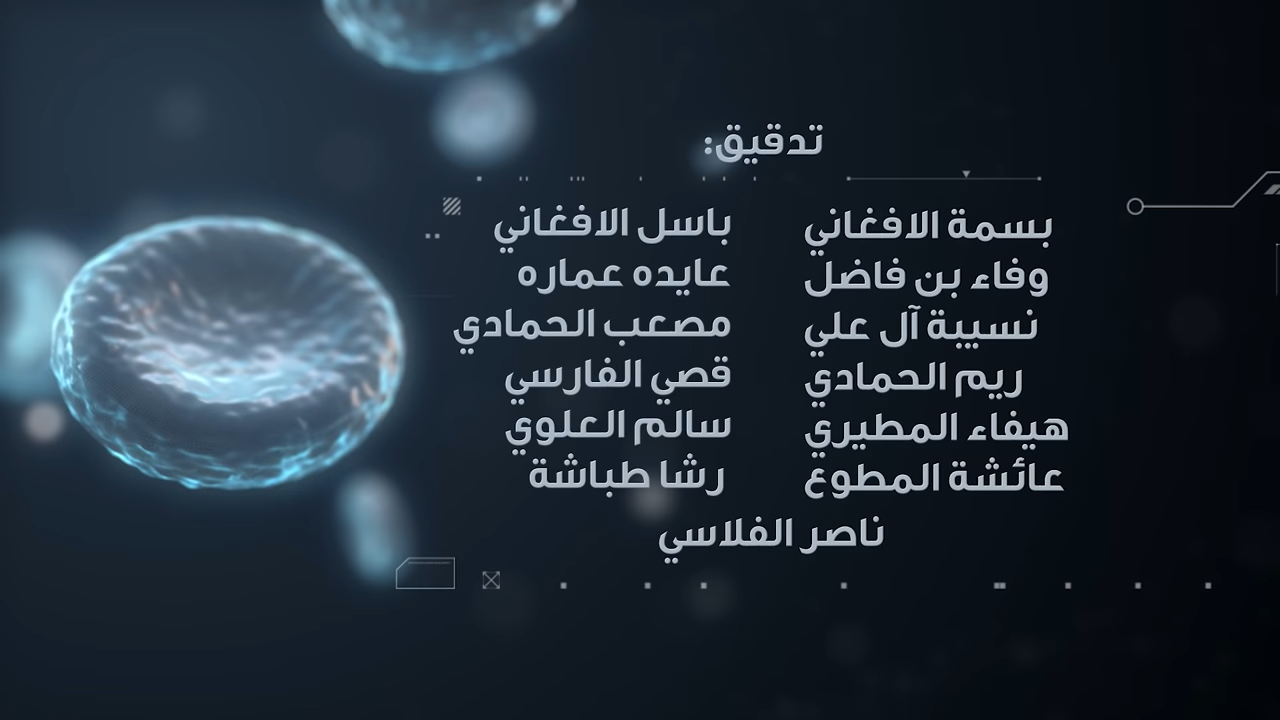 تدقيق:
بسمة الافغاني
باسل الافغاني
وفاء بن فاضل
عايده عماره
نسيبة آل علي
مصعب الحمادي
ريم الحمادي
قصي الفارسي
هيفاء المطيري
سالم العلوي
عائشة المطوع
رشا طباشة
ناصر الفلاسي